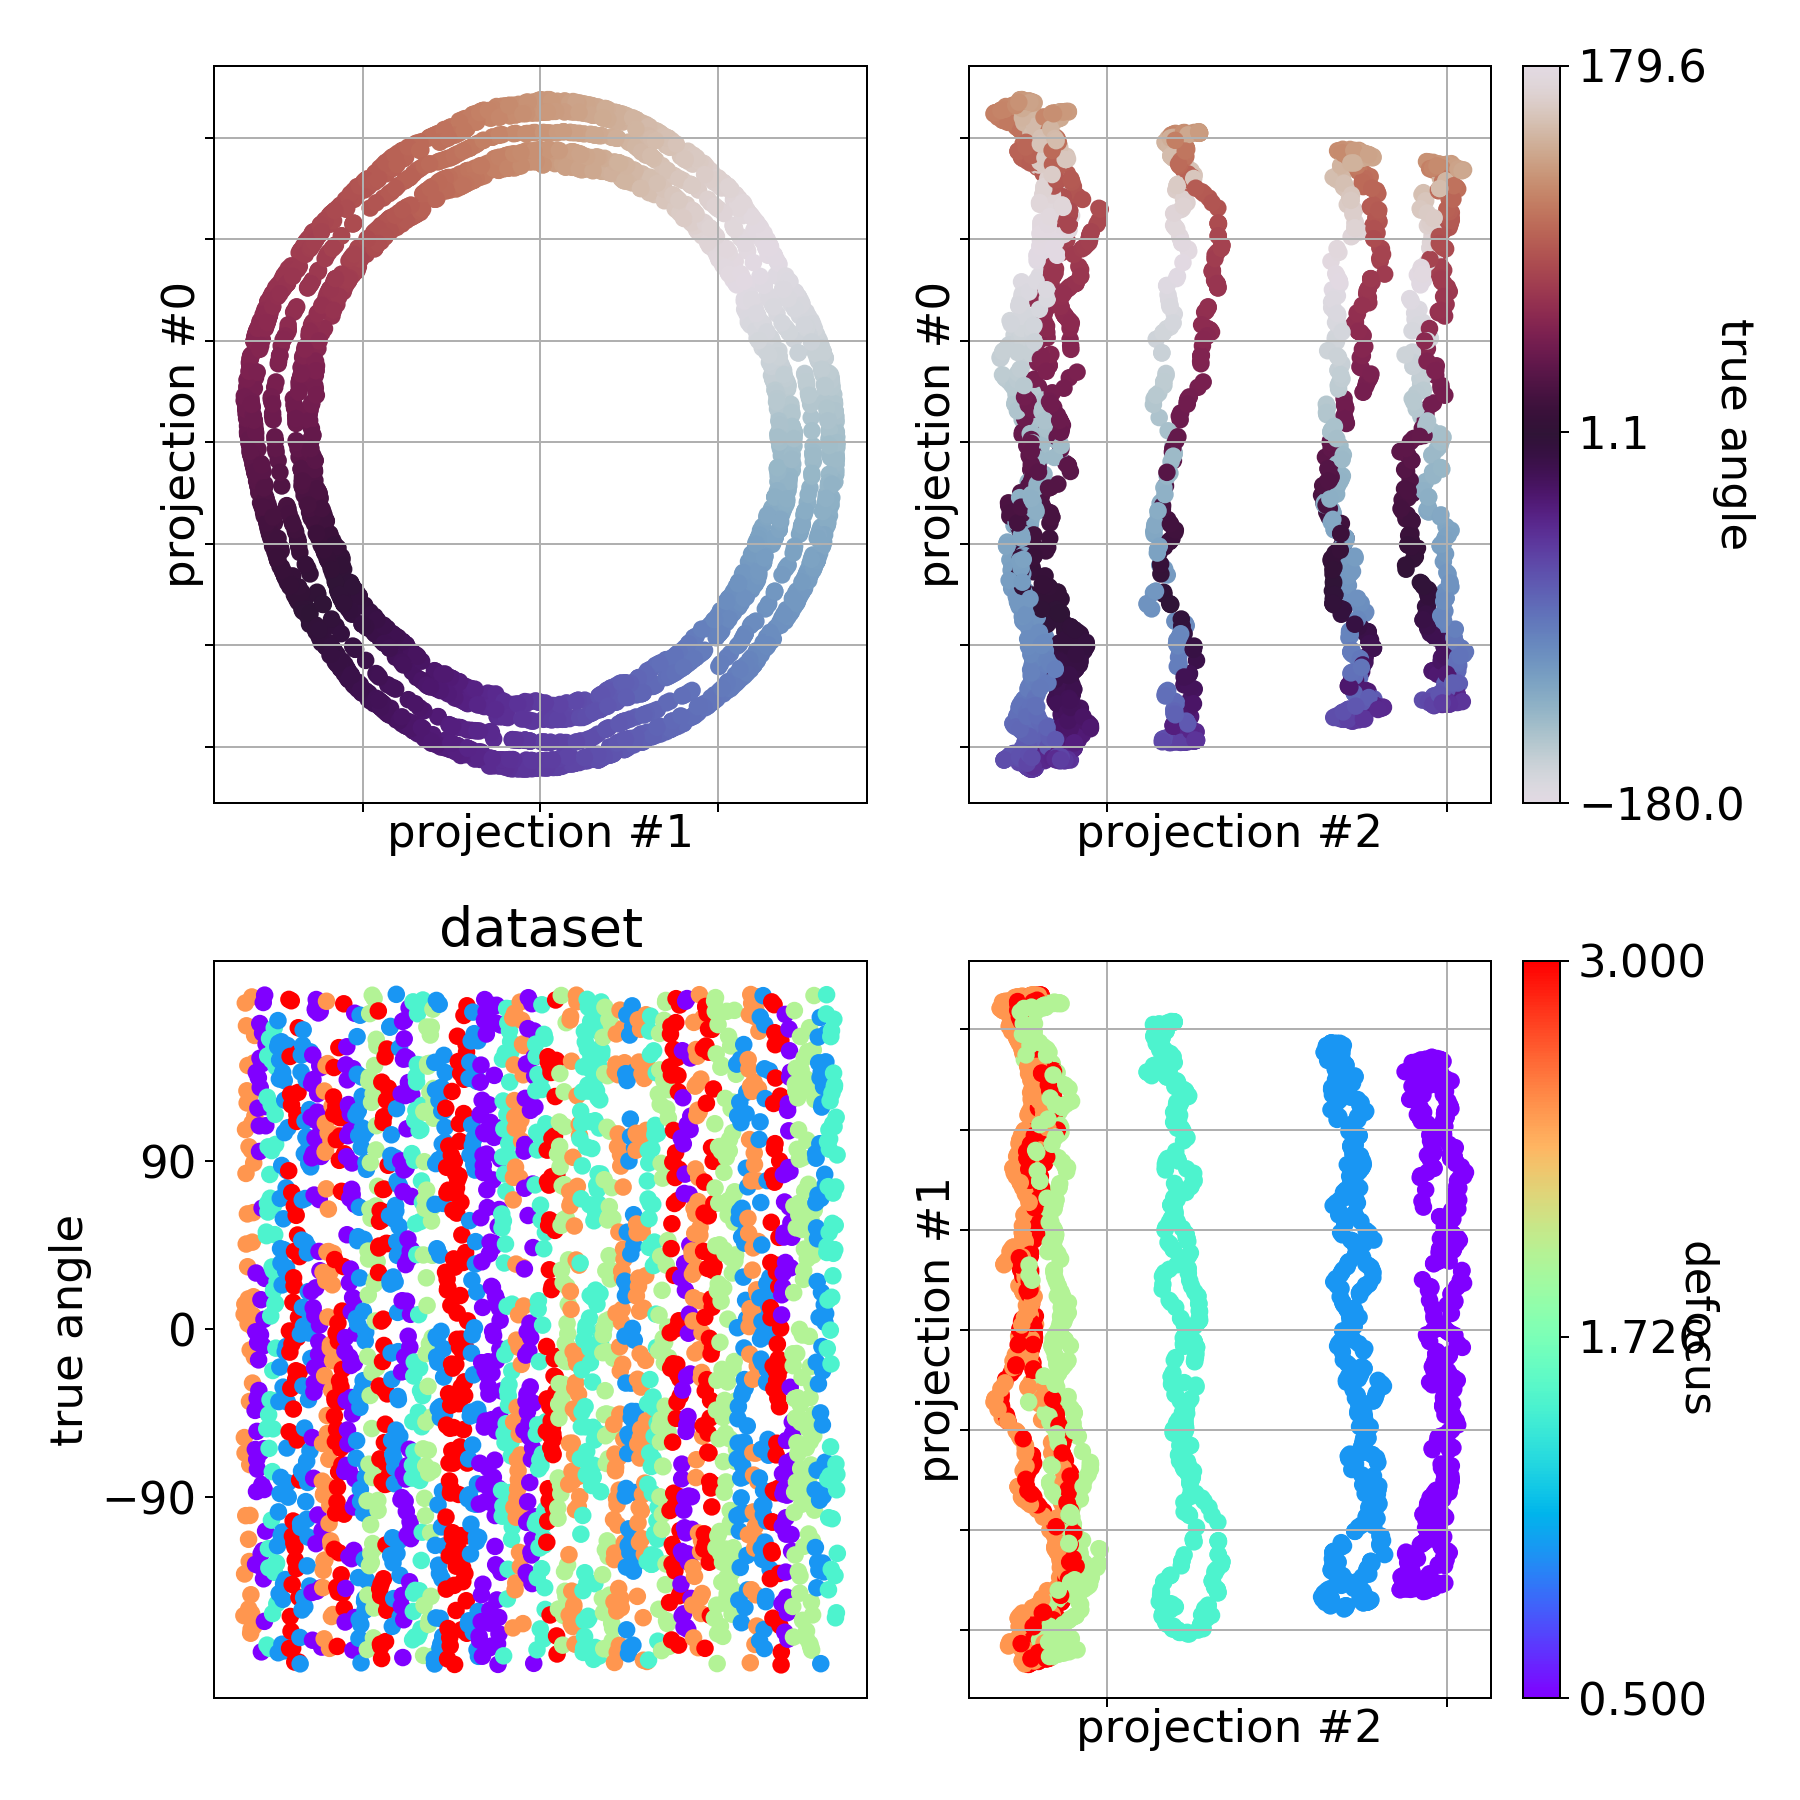 projection #0
projection #1
projection #0
projection #2
179.6
1.1
−180.0
true angle
dataset
true angle
90
0
−90
projection #1
projection #2
3.000
1.726
0.500
defocus